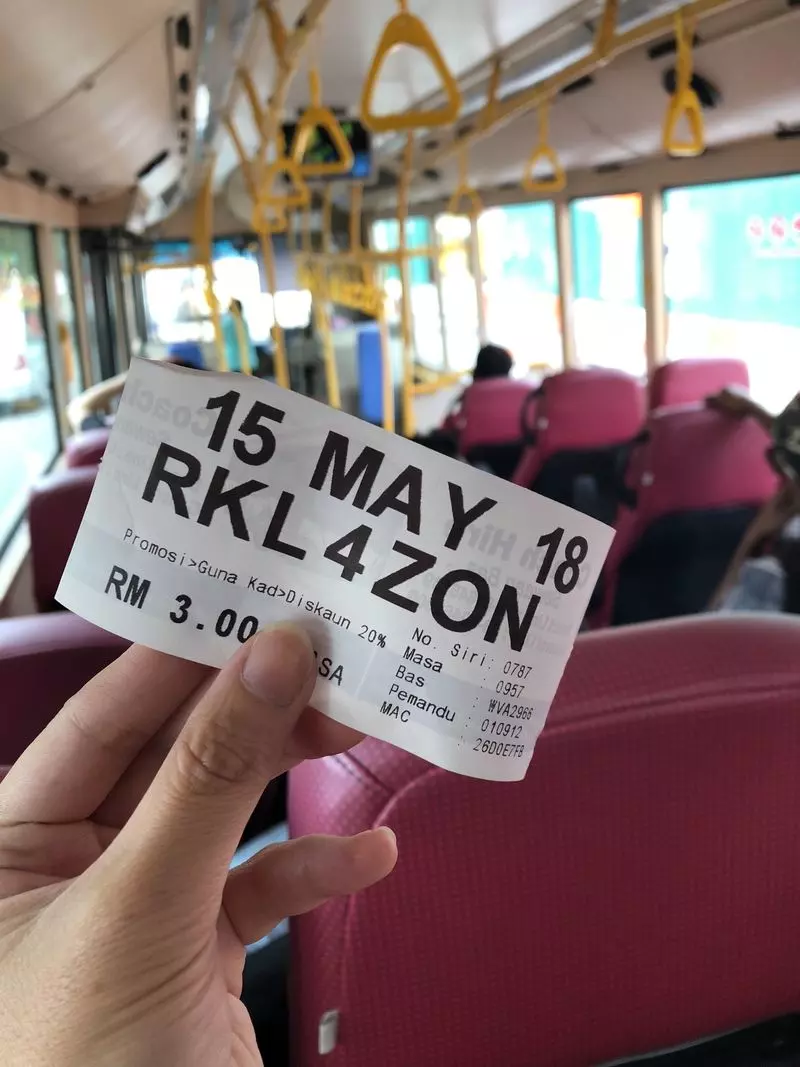 15 MAY 18
RKL4ZON
Promosi>Guna Kad>Diskaun 20%
RM 3.00
No. Siri: 0787
Masa : 0957
Bas : WVA2966
Pemandu : 010912
MAC : 26D0E7FB